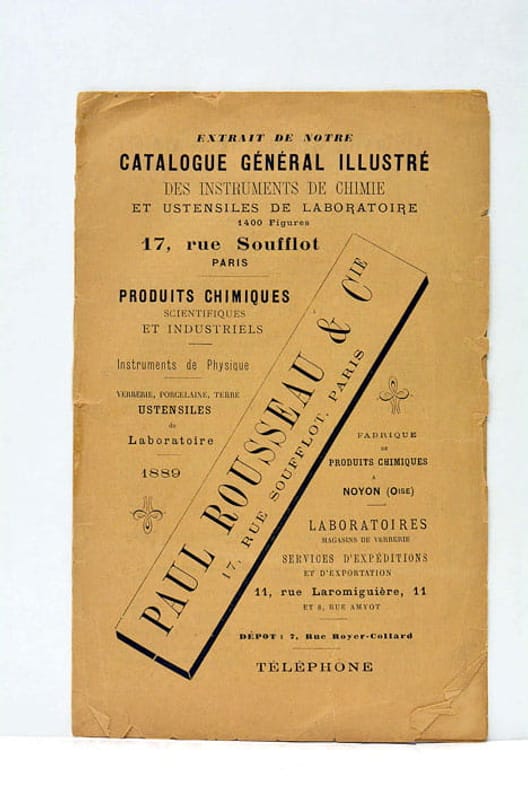 EXTRAIT DE NOTRE
CATALOGUE GÉNÉRAL ILLUSTRÉ
DES INSTRUMENTS DE CHIMIE
ET USTENSILES DE LABORATOIRE
1400 Figures
17, rue Soufflot
PARIS
PRODUITS CHIMIQUES
SCIENTIFIQUES
ET INDUSTRIELS
Instruments de Physique
VERRERIE, PORCELAINE, TERRE
USTENSILES
de
Laboratoire
1889
PAUL ROUSSEAU & CIE
17, RUE SOUFFLOT. PARIS
FABRIQUE
DE
PRODUITS CHIMIQUES
A
NOYON (OISE)
LABORATOIRES
MAGASINS DE VERRERIE
SERVICES D'EXPÉDITIONS
ET D'EXPORTATION
11, rue Laromiguière, 11
ET 8, RUE AMYOT
DÉPOT : 7, Rue Royer-Collard
TÉLÉPHONE